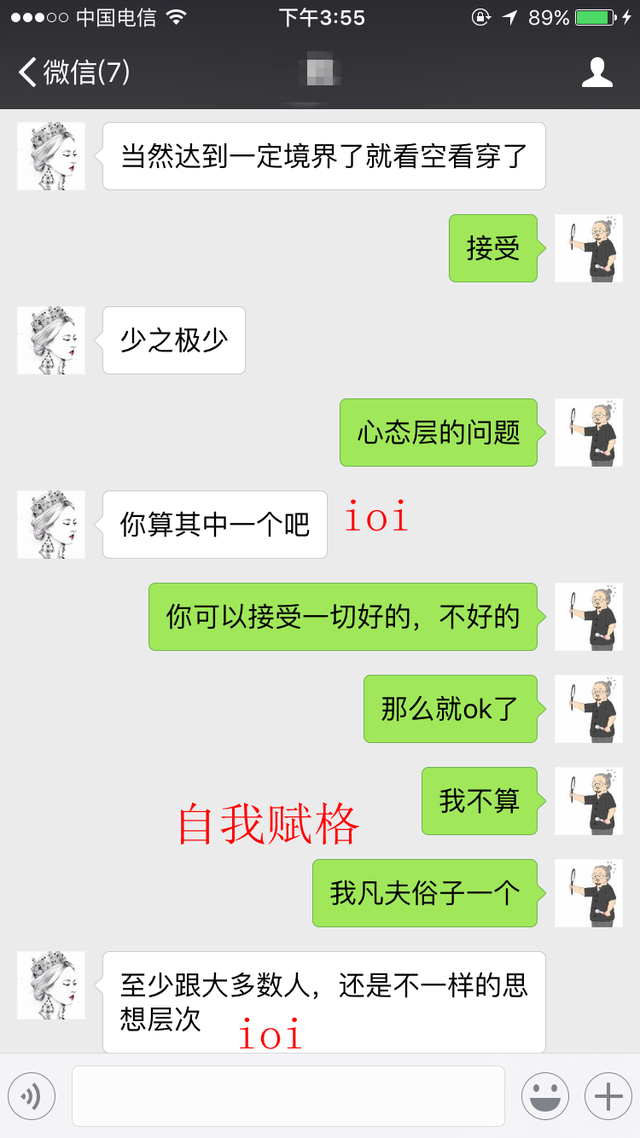 中国电信 下午3:55 89%
微信(7)
当然达到一定境界了就看空看穿了
接受
少之极少
心态层的问题
你算其中一个吧 ioi
你可以接受一切好的，不好的
那么就ok了
我不算
自我赋格
我凡夫俗子一个
至少跟大多数人，还是不一样的思
想层次 ioi